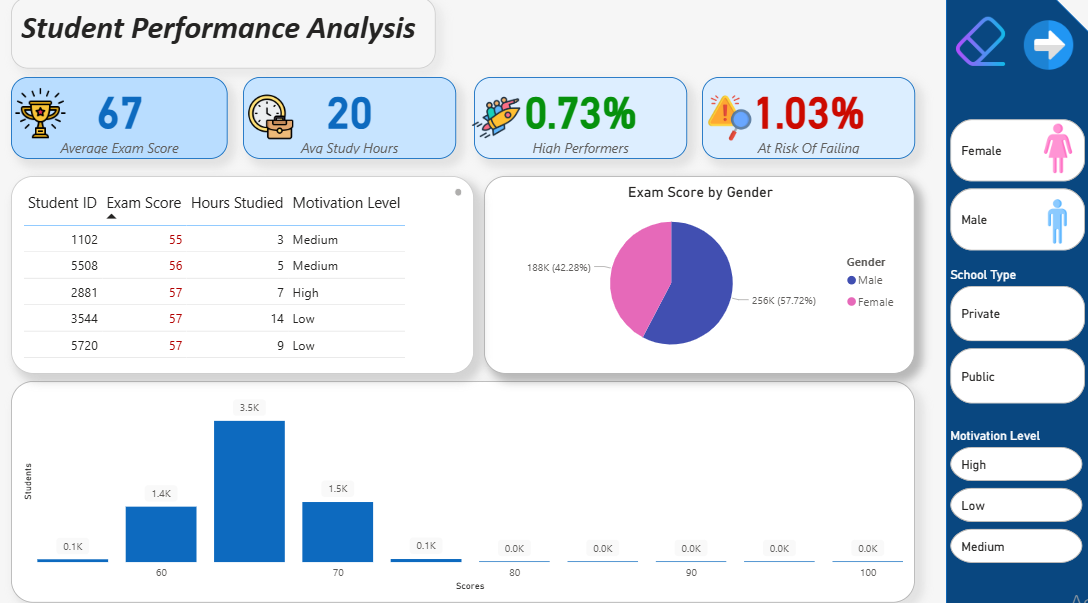 Student Performance Analysis
67
Average Exam Score
20
Avg Study Hours
0.73%
High Performers
1.03%
At Risk Of Failing
Student ID Exam Score Hours Studied Motivation Level
1102 55 3 Medium
5508 56 5 Medium
2881 57 7 High
3544 57 14 Low
5720 57 9 Low
Exam Score by Gender
188K (42.28%)
256K (57.72%)
Gender
Male
Female
Students
0.1K
1.4K
3.5K
1.5K
0.1K
0.0K
0.0K
0.0K
0.0K
0.0K
60 70 80 90 100
Scores
Female
Male
School Type
Private
Public
Motivation Level
High
Low
Medium